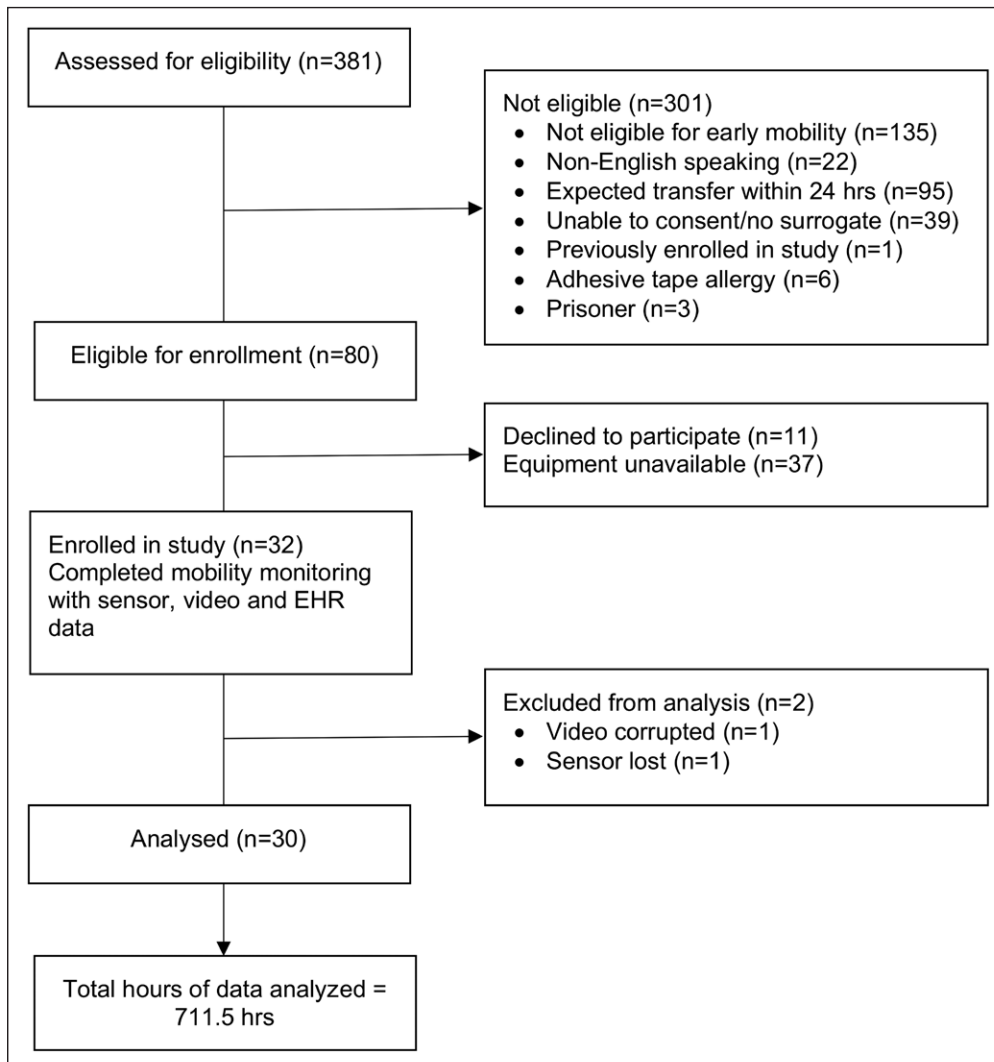 Assessed for eligibility (n=381)
Not eligible (n=301)
• Not eligible for early mobility (n=135)
• Non-English speaking (n=22)
• Expected transfer within 24 hrs (n=95)
• Unable to consent/no surrogate (n=39)
• Previously enrolled in study (n=1)
• Adhesive tape allergy (n=6)
• Prisoner (n=3)
Eligible for enrollment (n=80)
Declined to participate (n=11)
Equipment unavailable (n=37)
Enrolled in study (n=32)
Completed mobility monitoring
with sensor, video and EHR
data
Excluded from analysis (n=2)
• Video corrupted (n=1)
• Sensor lost (n=1)
Analysed (n=30)
Total hours of data analyzed =
711.5 hrs